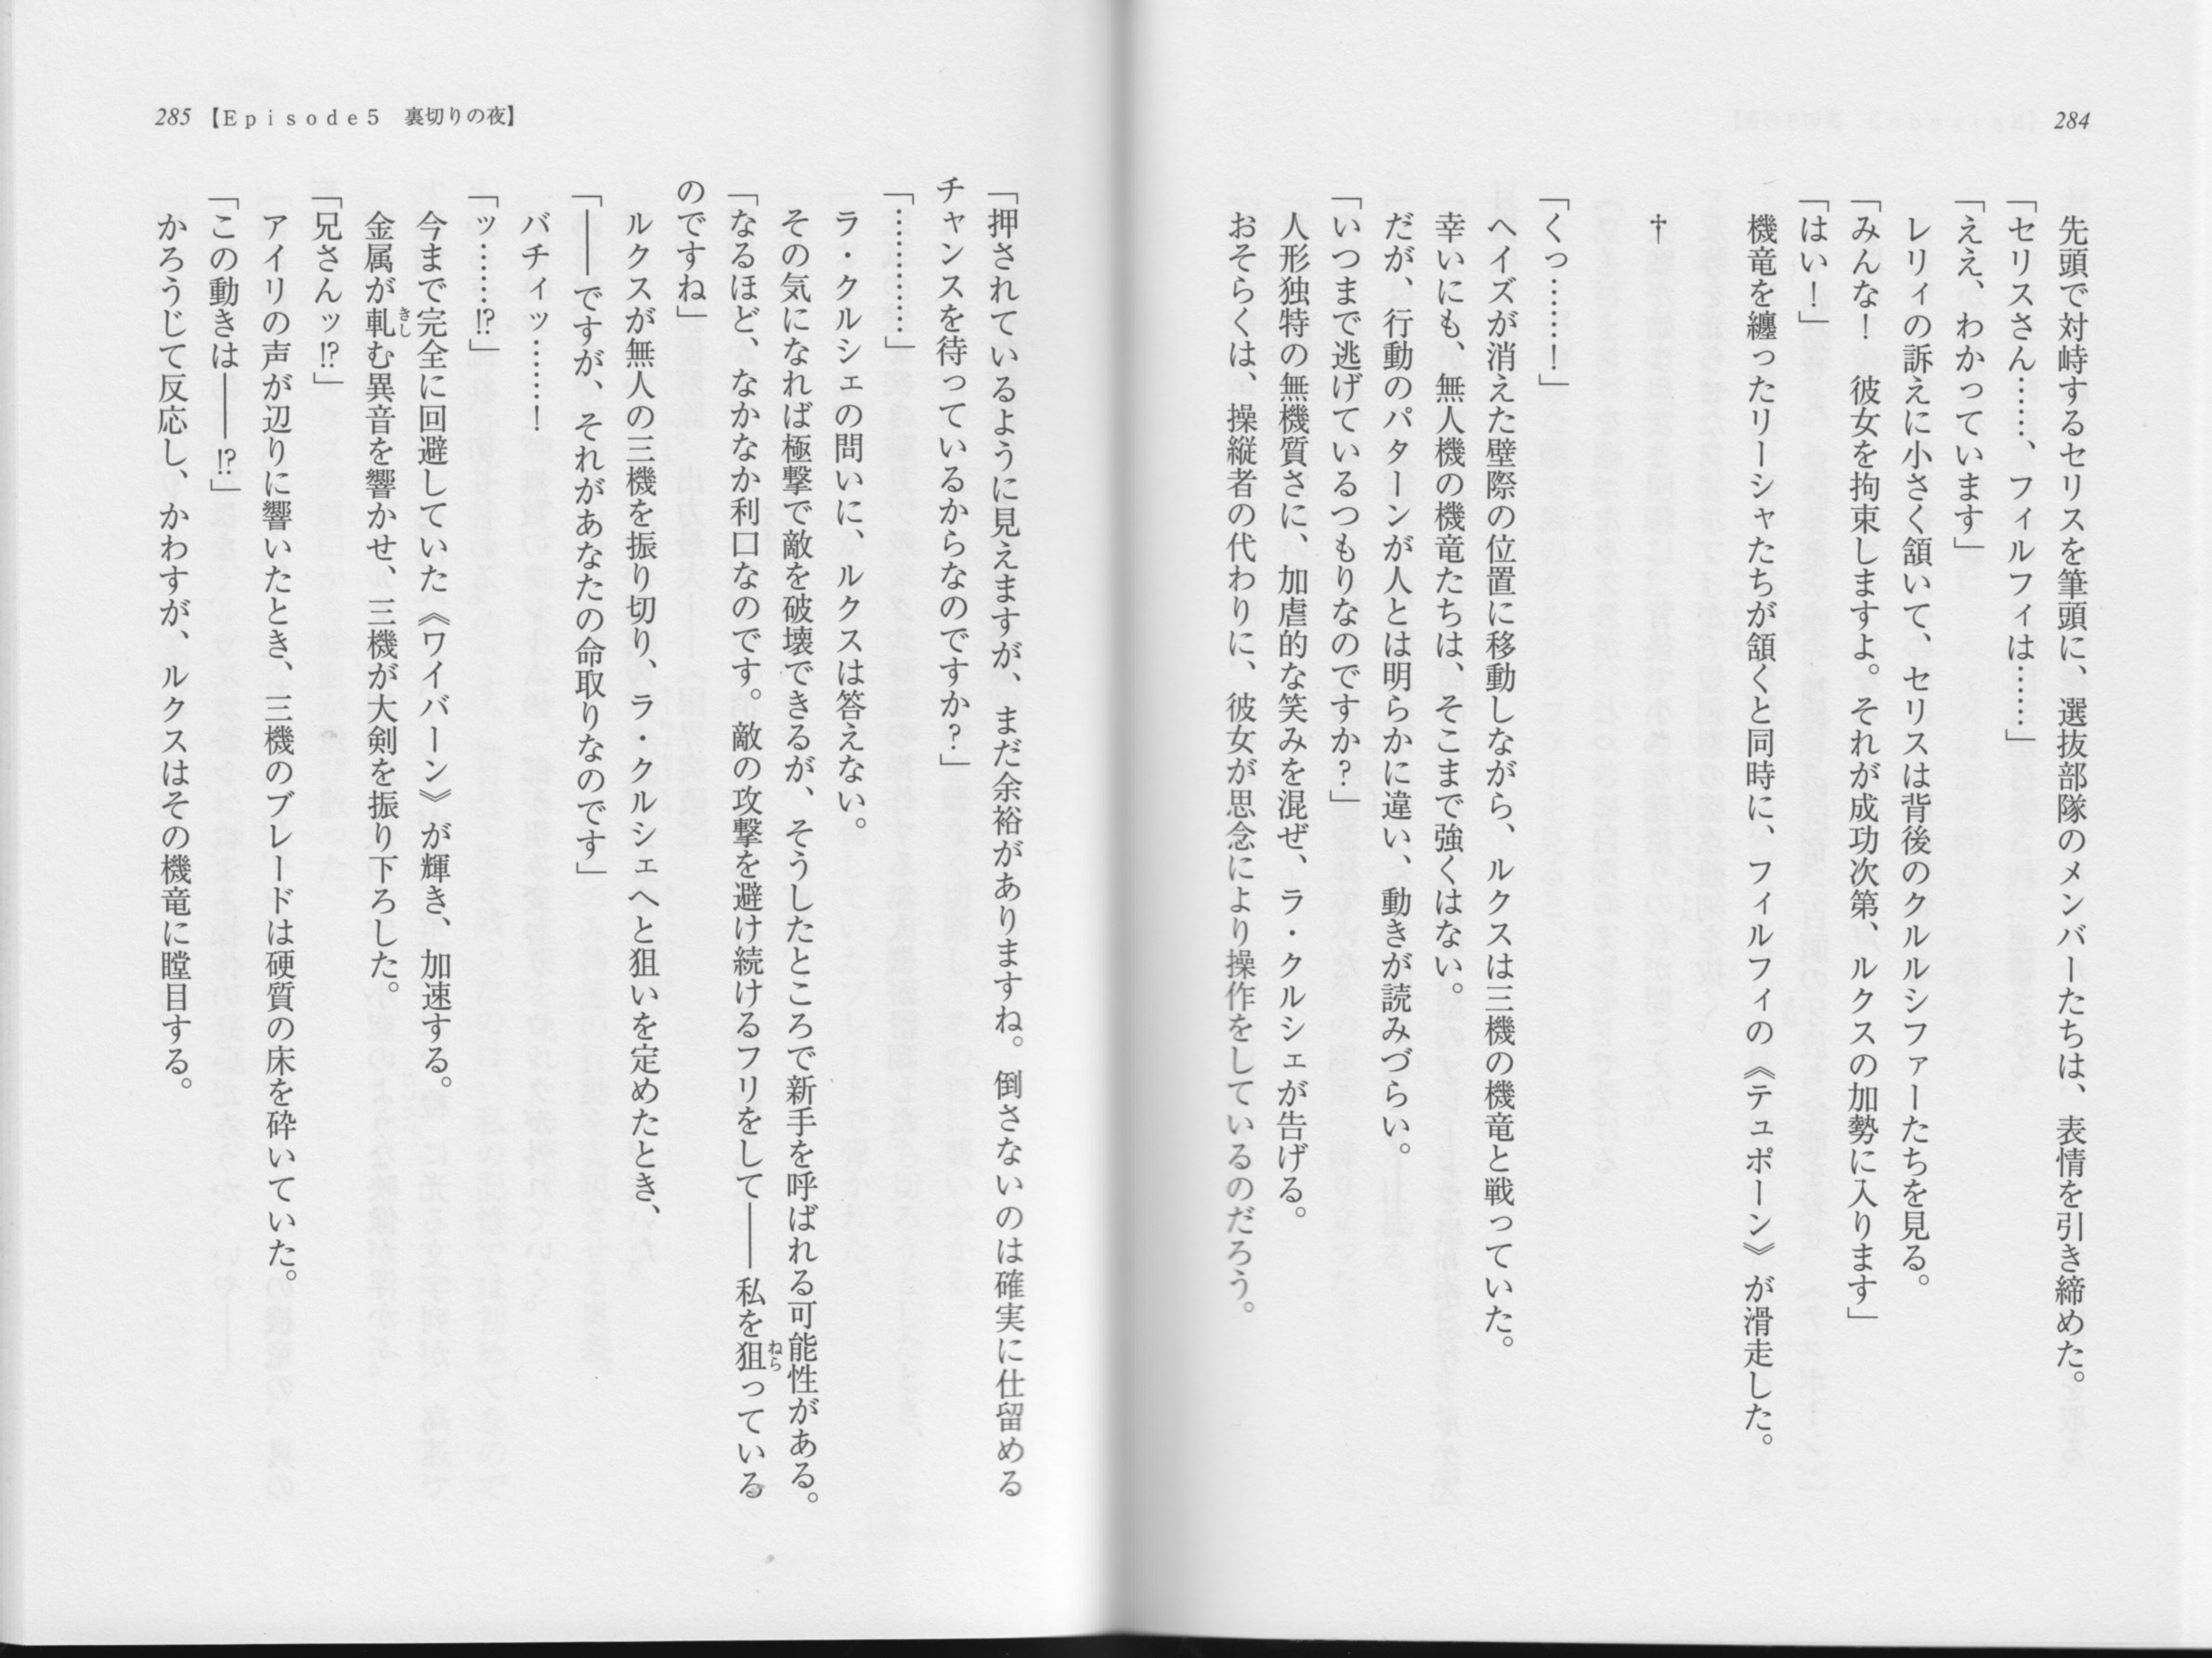 284
先頭で対峙するセリスを筆頭に、選抜部隊のメンバーたちは、表情を引き締めた。
「セリスさん……、フィルフィは……」
「ええ、わかっています」
レリィの訴えに小さく頷いて、セリスは背後のクルルシファーたちを見る。
「みんな！　彼女を拘束しますよ。それが成功次第、ルクスの加勢に入ります」
「はい！」
機竜を纏ったリーシャたちが頷くと同時に、フィルフィの《テュポーン》が滑走した。
†
「くっ……！」
ヘイズが消えた壁際の位置に移動しながら、ルクスは三機の機竜と戦っていた。
幸いにも、無人機の機竜たちは、そこまで強くはない。
だが、行動のパターンが人とは明らかに違い、動きが読みづらい。
「いつまで逃げているつもりなのですか？」
人形独特の無機質さに、加虐的な笑みを混ぜ、ラ・クルシェが告げる。
おそらくは、操縦者の代わりに、彼女が思念により操作をしているのだろう。
285【Episode5　裏切りの夜】
「押されているように見えますが、まだ余裕がありますね。倒さないのは確実に仕留める
チャンスを待っているからなのですか？」
「…………」
ラ・クルシェの問いに、ルクスは答えない。
その気になれば極撃で敵を破壊できるが、そうしたところで新手を呼ばれる可能性がある。
「なるほど、なかなか利口なのです。敵の攻撃を避け続けるフリをして――私を狙っている
のですね」
ルクスが無人の三機を振り切り、ラ・クルシェへと狙いを定めたとき、
「――ですが、それがあなたの命取りなのです」
バチィッ……！
「ッ……⁉」
今まで完全に回避していた《ワイバーン》が輝き、加速する。
金属が軋む異音を響かせ、三機が大剣を振り下ろした。
「兄さんッ⁉」
アイリの声が辺りに響いたとき、三機のブレードは硬質の床を砕いていた。
「この動きは――⁉」
かろうじて反応し、かわすが、ルクスはその機竜に瞠目する。